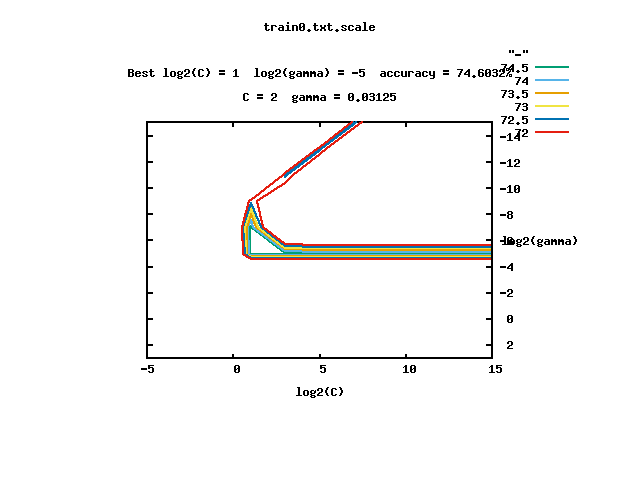 train0.txt.scale
"-"
Best log2(C) = 1  log2(gamma) = -5  accuracy = 74.6032%
74.5
74
73.5
73
72.5
72
C = 2  gamma = 0.03125
-14
-12
-10
-8
-6
log2(gamma)
-4
-2
0
2
-5 0 5 10 15
log2(C)